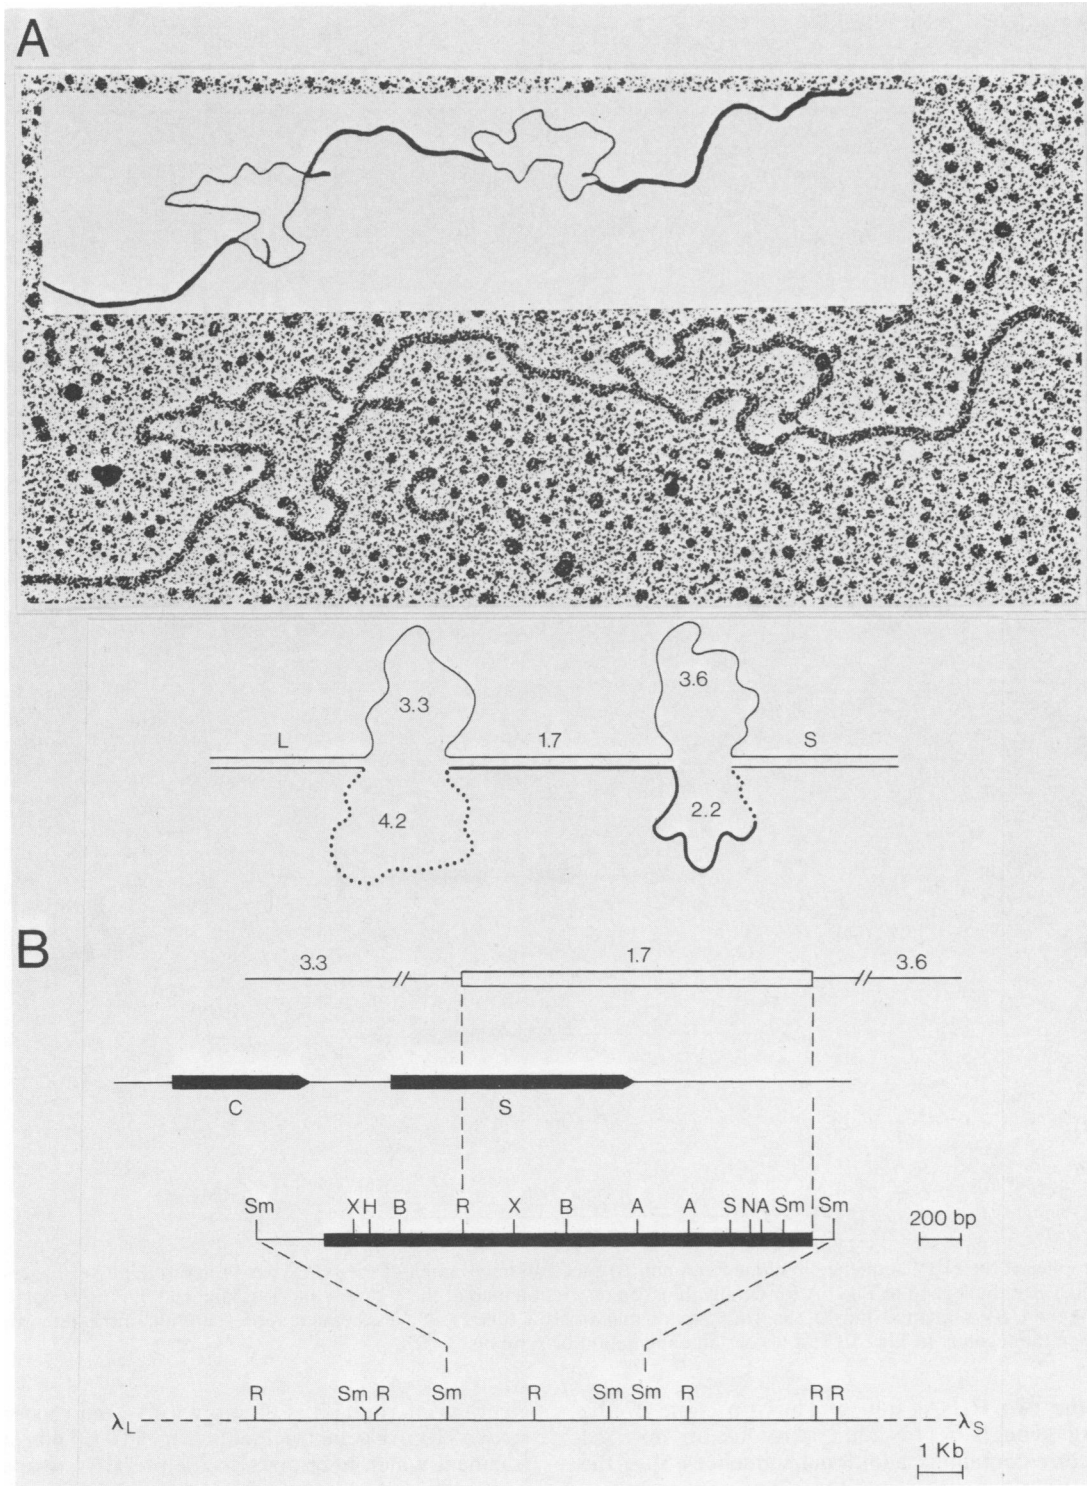 A
3.3
3.6
L
1.7
S
4.2
2.2
B
3.3
1.7
3.6
C
S
Sm X H B R X B A A S N A Sm Sm
200 bp
R Sm R Sm R Sm Sm R R R
λL
λS
1 Kb